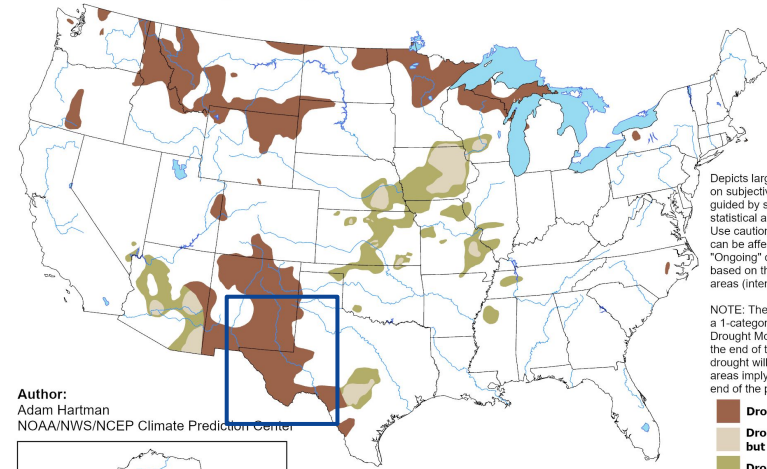 Depicts larg
on subjectiv
guided by s
statistical a
Use caution
can be affe
"Ongoing" d
based on th
areas (inter
NOTE: The
a 1-categor
Drought Mo
the end of t
drought will
areas imply
end of the p
Author:
Adam Hartman
NOAA/NWS/NCEP Climate Prediction Center
Dro
Dro
but
Dro